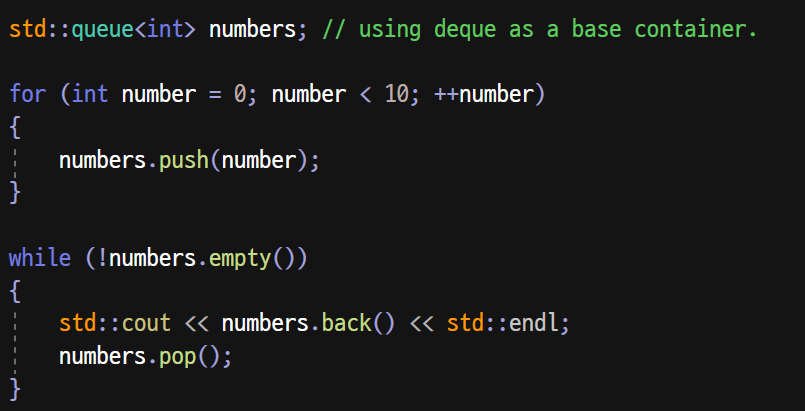 std::queue<int> numbers; // using deque as a base container.
for (int number = 0; number < 10; ++number)
{
    numbers.push(number);
}
while (!numbers.empty())
{
    std::cout << numbers.back() << std::endl;
    numbers.pop();
}